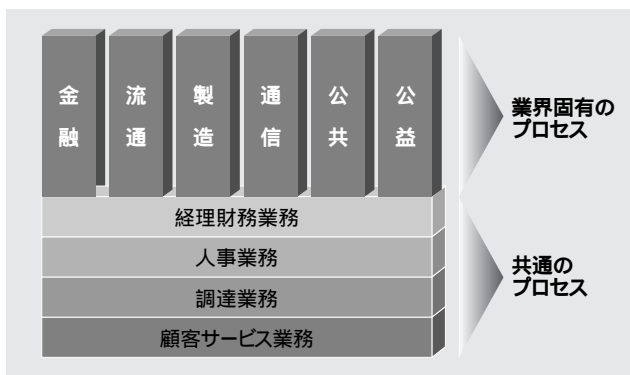 金融
流通
製造
通信
公共
公益
業界固有の
プロセス
経理財務業務
人事業務
調達業務
顧客サービス業務
共通の
プロセス